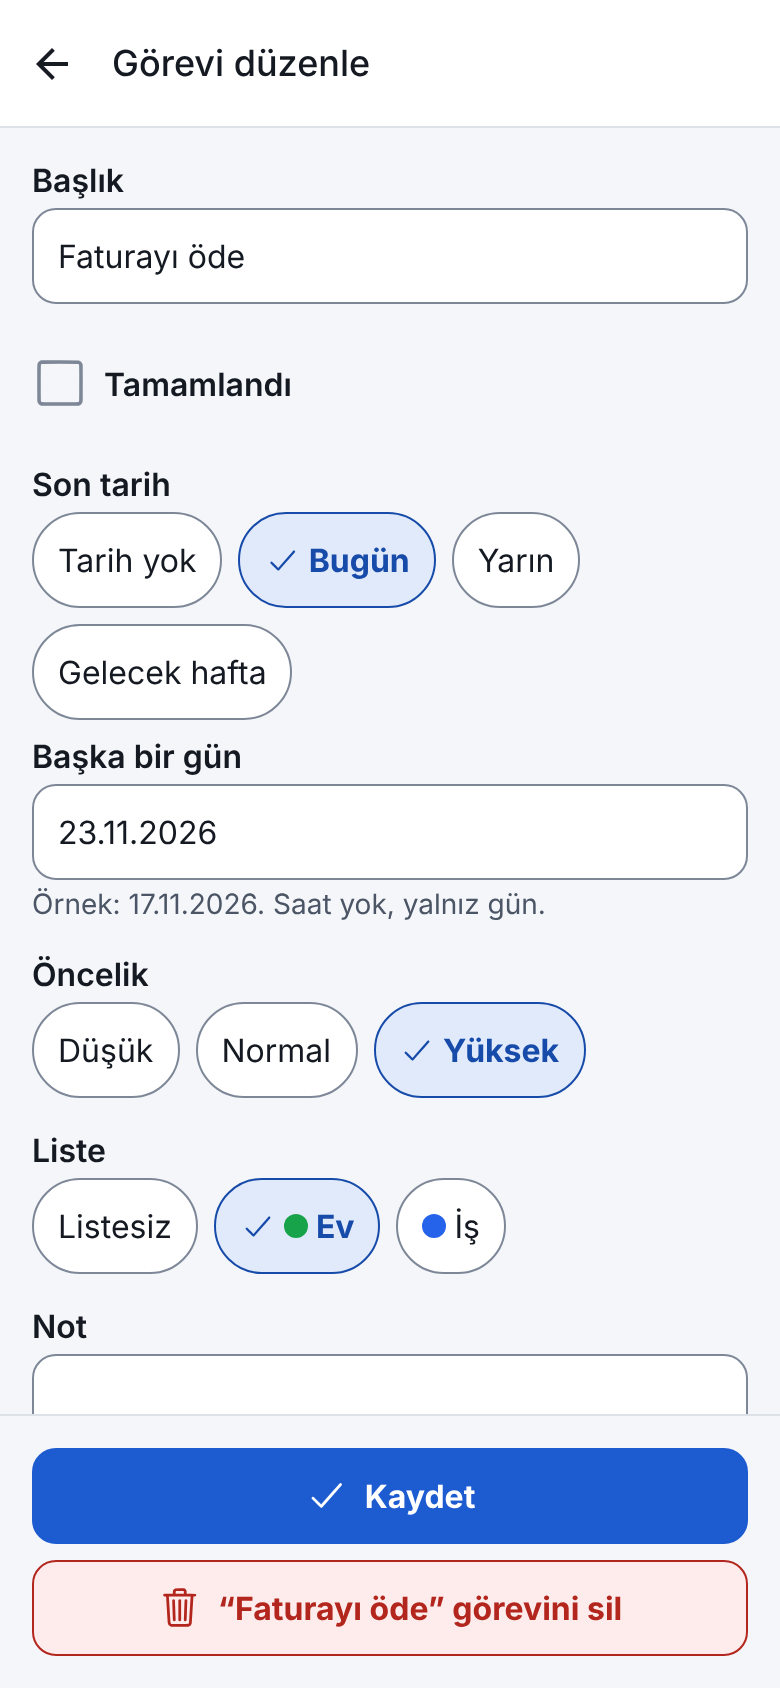 Görevi düzenle
Başlık
Faturayı öde
Tamamlandı
Son tarih
Tarih yok
Bugün
Yarın
Gelecek hafta
Başka bir gün
23.11.2026
Örnek: 17.11.2026. Saat yok, yalnız gün.
Öncelik
Düşük
Normal
Yüksek
Liste
Listesiz
Ev
İş
Not
Kaydet
“Faturayı öde” görevini sil